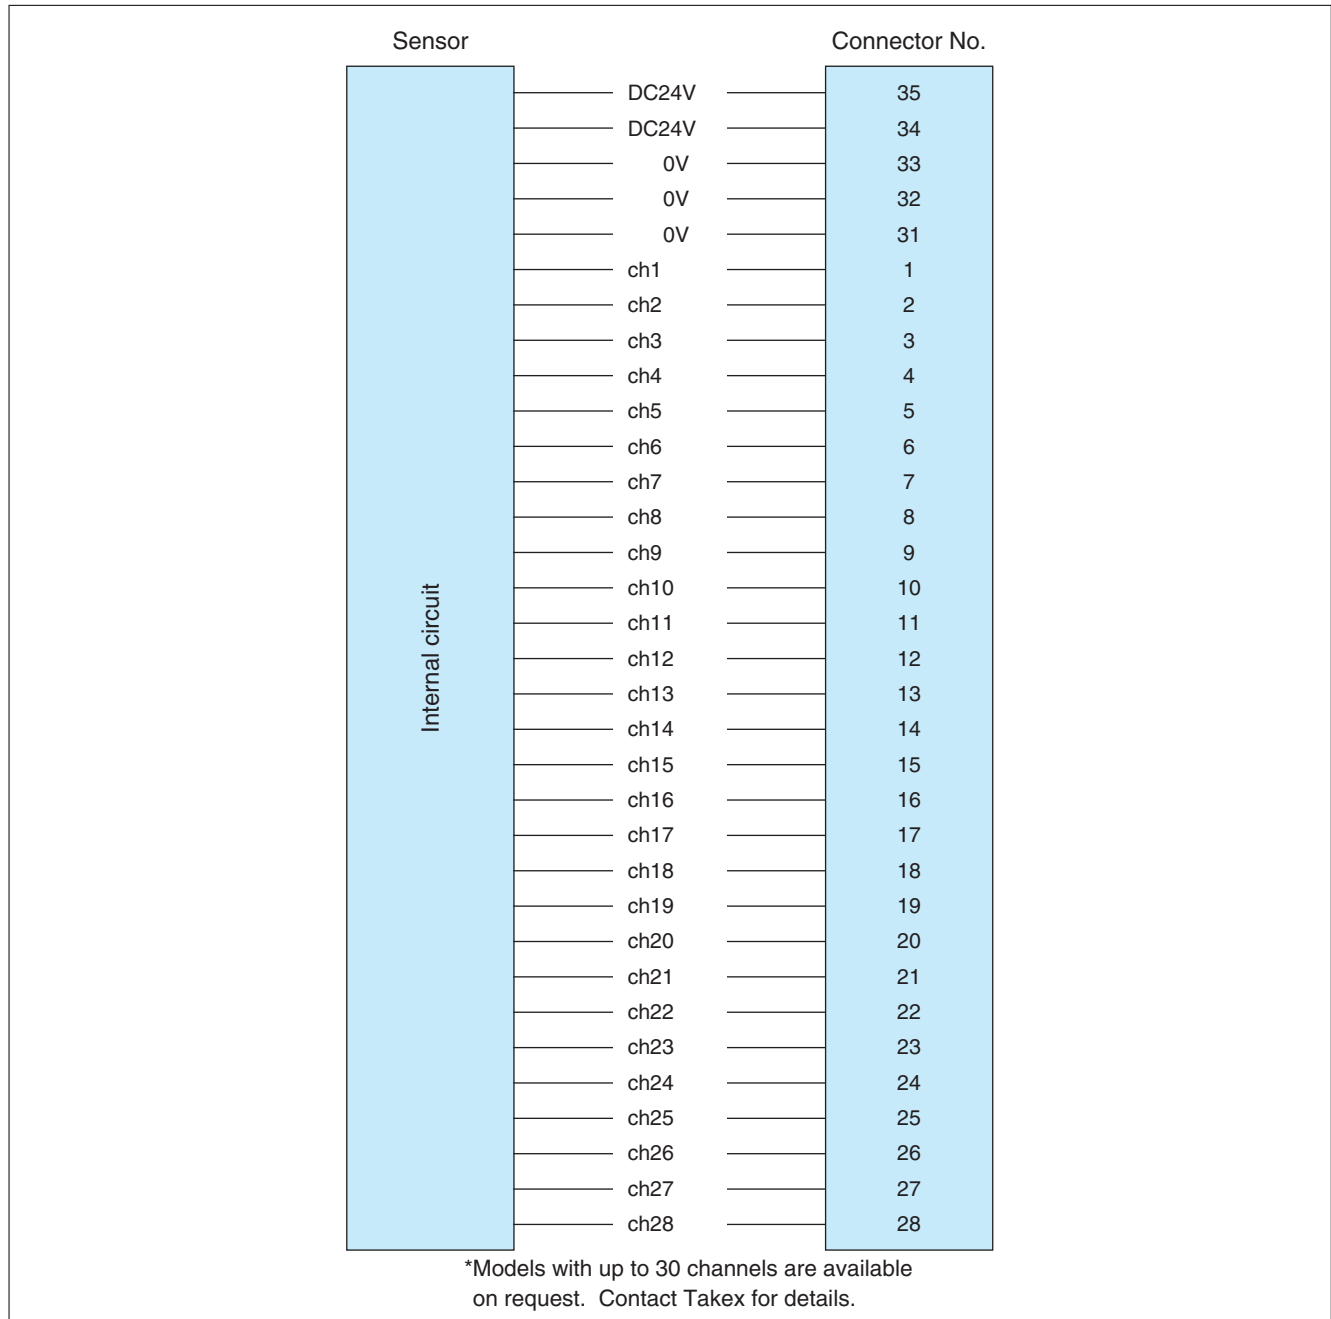 Sensor Connector No.
DC24V 35
DC24V 34
0V 33
0V 32
0V 31
ch1 1
ch2 2
ch3 3
ch4 4
ch5 5
ch6 6
ch7 7
ch8 8
ch9 9
ch10 10
ch11 11
ch12 12
ch13 13
ch14 14
ch15 15
ch16 16
ch17 17
ch18 18
ch19 19
ch20 20
ch21 21
ch22 22
ch23 23
ch24 24
ch25 25
ch26 26
ch27 27
ch28 28
Internal circuit
*Models with up to 30 channels are available
on request. Contact Takex for details.